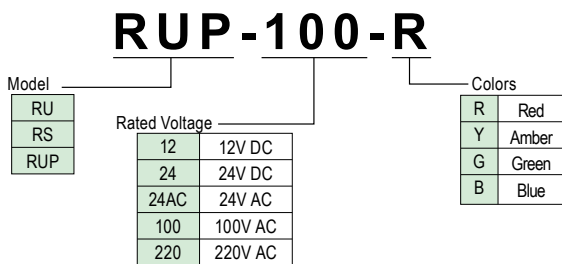 RUP-100-R
Model
RU
RS
RUP
Rated Voltage
12 12V DC
24 24V DC
24AC 24V AC
100 100V AC
220 220V AC
Colors
R Red
Y Amber
G Green
B Blue